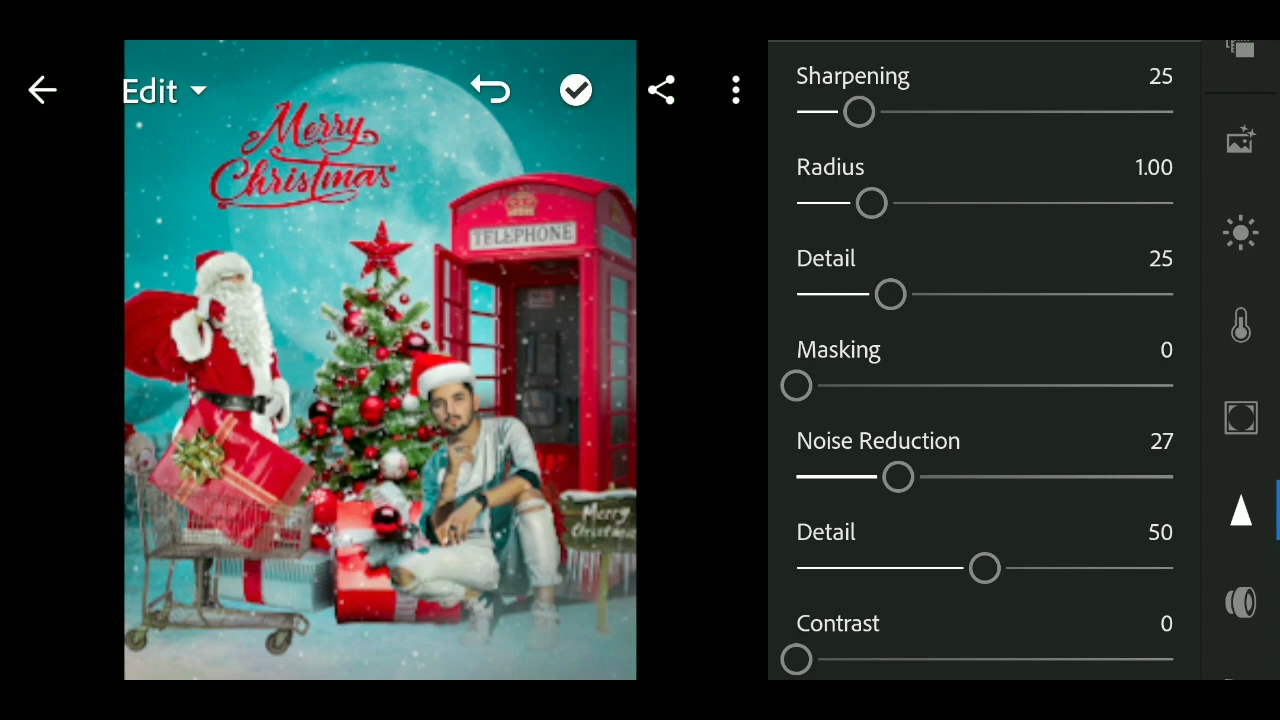 Edit
Merry
Christmas
TELEPHONE
Merry
Christmas
Sharpening 25
Radius 1.00
Detail 25
Masking 0
Noise Reduction 27
Detail 50
Contrast 0